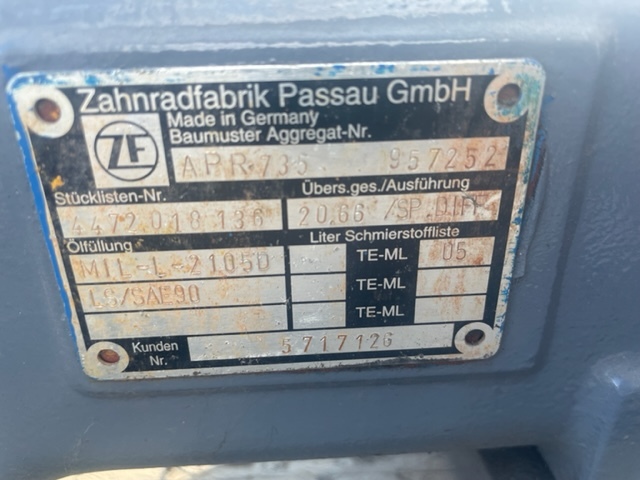 Zahnradfabrik Passau GmbH
Made in Germany
Baumuster Aggregat-Nr.
ZF
APR-735 957252
Stücklisten-Nr. Übers.ges./Ausführung
4472 018 136 20,66 /SP.DIFF
Ölfüllung Liter Schmierstoffliste
MIL-L-2105D TE-ML 05
LS/SAE90 TE-ML
TE-ML
Kunden
Nr. 5717126